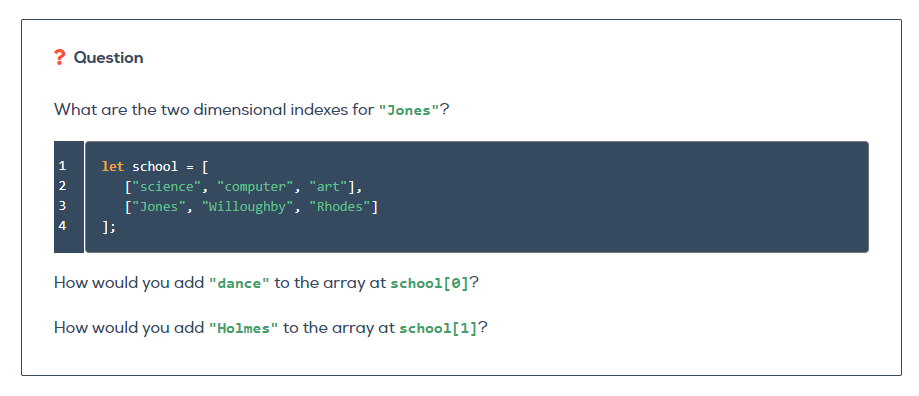 ❓ Question
What are the two dimensional indexes for "Jones"?
1 let school = [
2    ["science", "computer", "art"],
3    ["Jones", "Willoughby", "Rhodes"]
4 ];
How would you add "dance" to the array at school[0]?
How would you add "Holmes" to the array at school[1]?